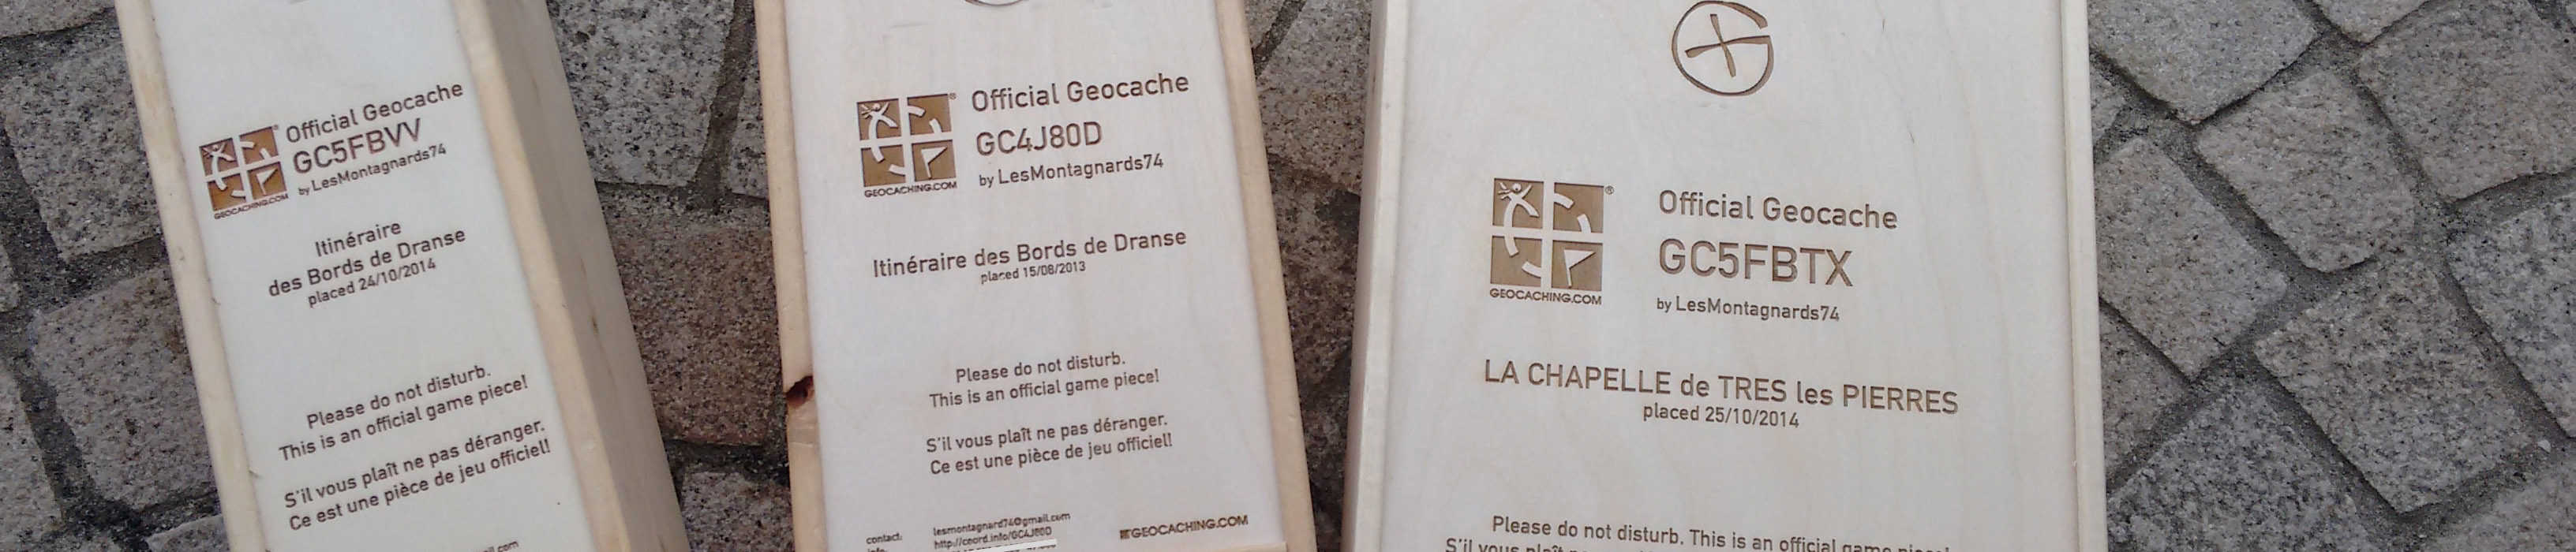 Official Geocache
GC5FBVV
by LesMontagnards74
GEOCACHING.COM
Itinéraire
des Bords de Dranse
placed 24/10/2014
Please do not disturb.
This is an official game piece!
S'il vous plaît ne pas déranger.
Ce est une pièce de jeu officiel!
Official Geocache
GC4J80D
by LesMontagnards74
GEOCACHING.COM
Itinéraire des Bords de Dranse
placed 15/08/2013
Please do not disturb.
This is an official game piece!
S'il vous plaît ne pas déranger.
Ce est une pièce de jeu officiel!
contact: lesmontagnard74@gmail.com
http://coord.info/GC4J80D
GEOCACHING.COM
Official Geocache
GC5FBTX
by LesMontagnards74
GEOCACHING.COM
LA CHAPELLE de TRES les PIERRES
placed 25/10/2014
Please do not disturb. This is an official game piece!
S'il vous plaît